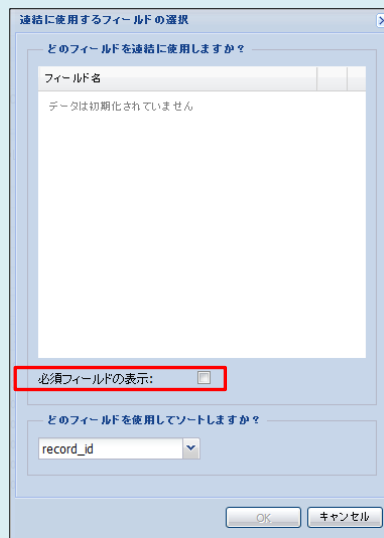 連結に使用するフィールドの選択
どのフィールドを連結に使用しますか？
フィールド名
データは初期化されていません
必須フィールドの表示:
どのフィールドを使用してソートしますか？
record_id
OK
キャンセル